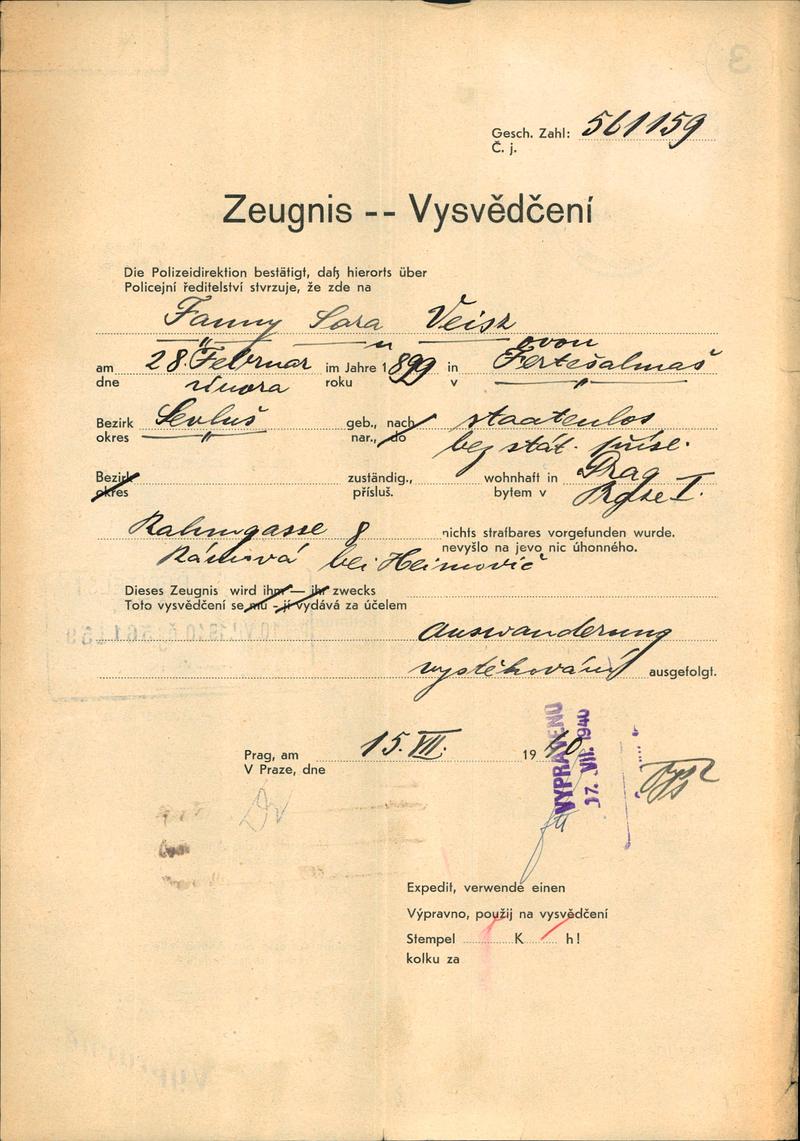 Gesch. Zahl: 561159
Č. j.
Zeugnis -- Vysvědčení
Die Polizeidirektion bestätigt, daß hierorts über
Policejní ředitelství stvrzuje, že zde na
Fanny Sara Veisz
am 28. Februar im Jahre 1899 in Fertešalmaš
dne února roku v "
Bezirk Sevluš geb., nach staatenlos
okres " nar., do bez stát. přísl.
Bezirk zuständig., wohnhaft in Prag
okres přísluš. bytem v Praze I.
Rahmgasse 8 nichts strafbares vorgefunden wurde.
Rámová bei Heimovič nevyšlo na jevo nic úhonného.
Dieses Zeugnis wird ihm — ihr zwecks
Toto vysvědčení se mu - jí vydává za účelem
Auswanderung
vystěhování ausgefolgt.
Prag, am 15. VII. 1940
V Praze, dne
VYPRAVENO
17. VII. 1940
Expedit, verwende einen
Výpravno, použij na vysvědčení
Stempel K h!
kolku za